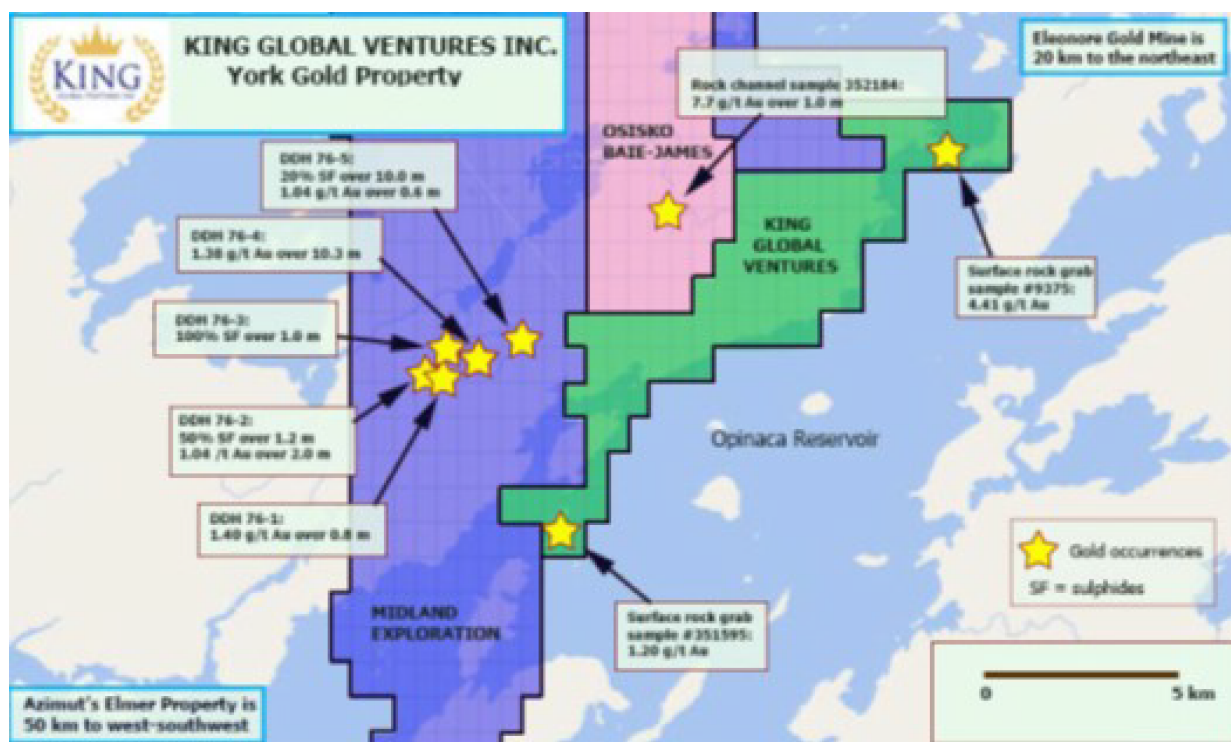 KING GLOBAL VENTURES INC.
York Gold Property
KING
Eleonore Gold Mine is
20 km to the northeast
Rock channel sample 352184:
7.7 g/t Au over 1.0 m
OSISKO
BAIE-JAMES
DDH 76-5:
20% SF over 10.0 m
1.04 g/t Au over 0.6 m
DDH 76-4:
1.38 g/t Au over 10.3 m
KING
GLOBAL
VENTURES
Surface rock grab
sample #9375:
4.41 g/t Au
DDH 76-3:
100% SF over 1.0 m
DDH 76-2:
50% SF over 1.2 m
1.04 /t Au over 2.0 m
Opinaca Reservoir
DDH 76-1:
1.40 g/t Au over 0.8 m
Gold occurrences
SF = sulphides
MIDLAND
EXPLORATION
Surface rock grab
sample #351595:
1.20 g/t Au
0 5 km
Azimut's Elmer Property is
50 km to west-southwest